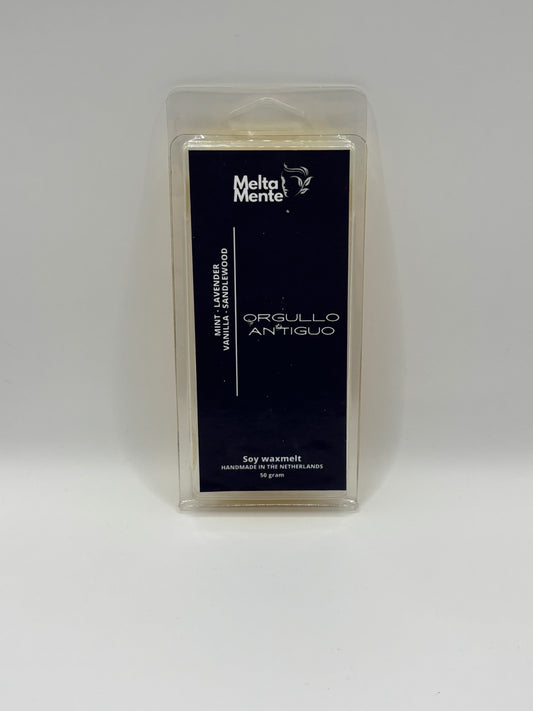 Melta
Mente
MINT - LAVENDER
VANILLA - SANDLEWOOD
ORGULLO
ANTIGUO
Soy waxmelt
HANDMADE IN THE NETHERLANDS
50 gram